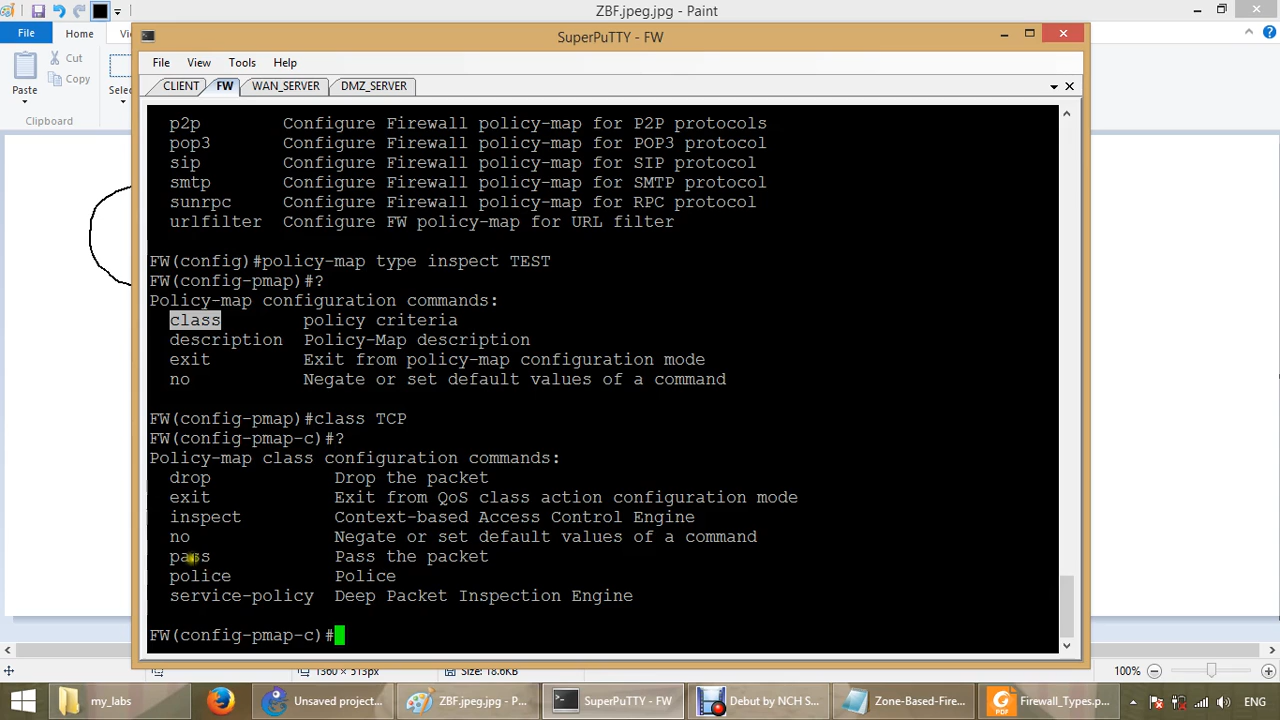 ZBF.jpeg.jpg - Paint
File
Home
Vi
Cut
Copy
Paste
Selec
Clipboard
SuperPuTTY - FW
File View Tools Help
CLIENT FW WAN_SERVER DMZ_SERVER
p2p Configure Firewall policy-map for P2P protocols
pop3 Configure Firewall policy-map for POP3 protocol
sip Configure Firewall policy-map for SIP protocol
smtp Configure Firewall policy-map for SMTP protocol
sunrpc Configure Firewall policy-map for RPC protocol
urlfilter Configure FW policy-map for URL filter
FW(config)#policy-map type inspect TEST
FW(config-pmap)#?
Policy-map configuration commands:
class policy criteria
description Policy-Map description
exit Exit from policy-map configuration mode
no Negate or set default values of a command
FW(config-pmap)#class TCP
FW(config-pmap-c)#?
Policy-map class configuration commands:
drop Drop the packet
exit Exit from QoS class action configuration mode
inspect Context-based Access Control Engine
no Negate or set default values of a command
pass Pass the packet
police Police
service-policy Deep Packet Inspection Engine
FW(config-pmap-c)#
1360 × 513px Size: 18.6KB 100%
my_labs Unsaved project... ZBF.jpeg.jpg - P... SuperPuTTY - FW Debut by NCH S... Zone-Based-Fire... Firewall_Types.p... ENG